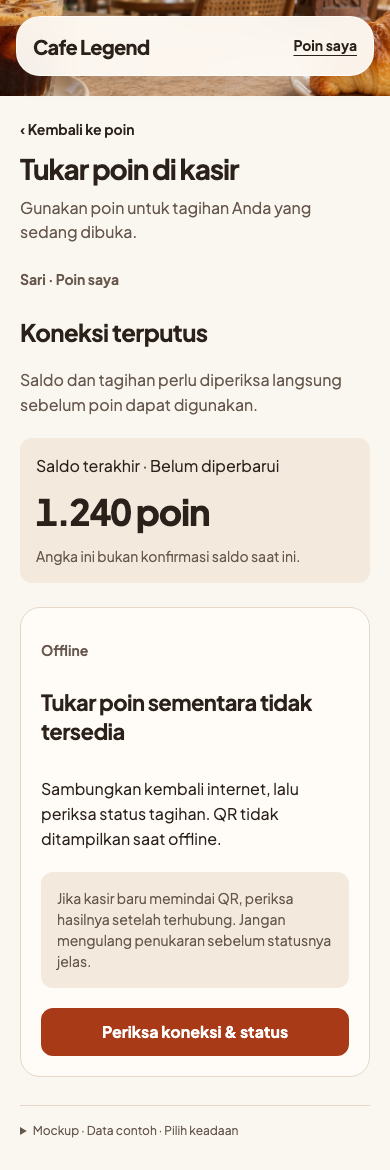 Cafe Legend
Poin saya
‹ Kembali ke poin
Tukar poin di kasir
Gunakan poin untuk tagihan Anda yang
sedang dibuka.
Sari · Poin saya
Koneksi terputus
Saldo dan tagihan perlu diperiksa langsung
sebelum poin dapat digunakan.
Saldo terakhir · Belum diperbarui
1.240 poin
Angka ini bukan konfirmasi saldo saat ini.
Offline
Tukar poin sementara tidak
tersedia
Sambungkan kembali internet, lalu
periksa status tagihan. QR tidak
ditampilkan saat offline.
Jika kasir baru memindai QR, periksa
hasilnya setelah terhubung. Jangan
mengulang penukaran sebelum statusnya
jelas.
Periksa koneksi & status
▶ Mockup · Data contoh · Pilih keadaan